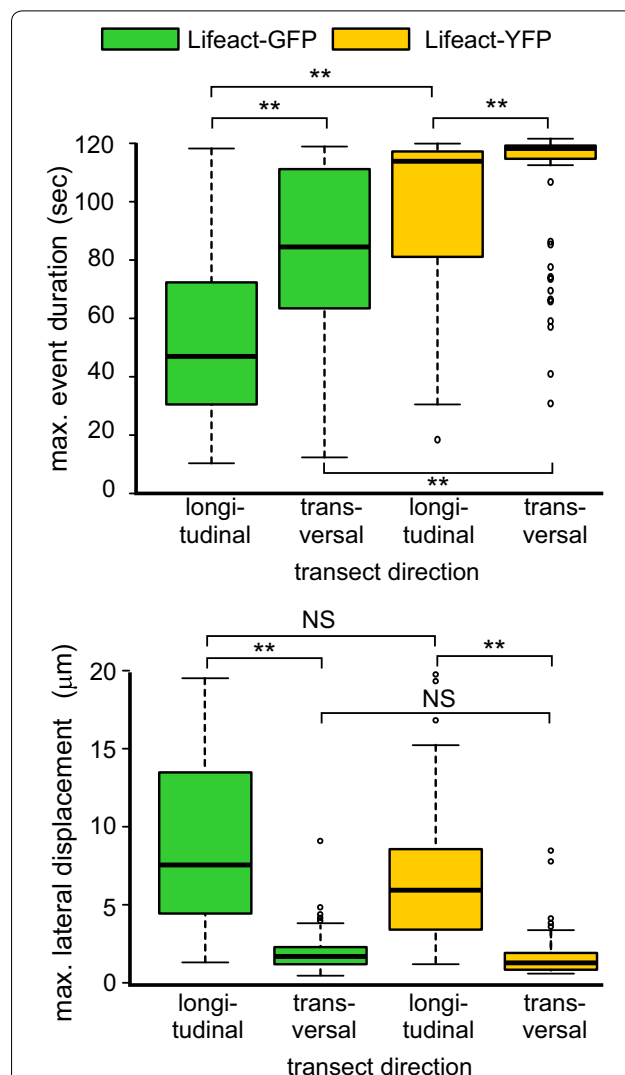 Lifeact-GFP Lifeact-YFP
**
** **
120
100
80
60
40
20
0
max. event duration (sec)
**
longi-
tudinal
trans-
versal
longi-
tudinal
trans-
versal
transect direction
NS
** **
NS
20
15
10
5
0
max. lateral displacement (μm)
longi-
tudinal
trans-
versal
longi-
tudinal
trans-
versal
transect direction